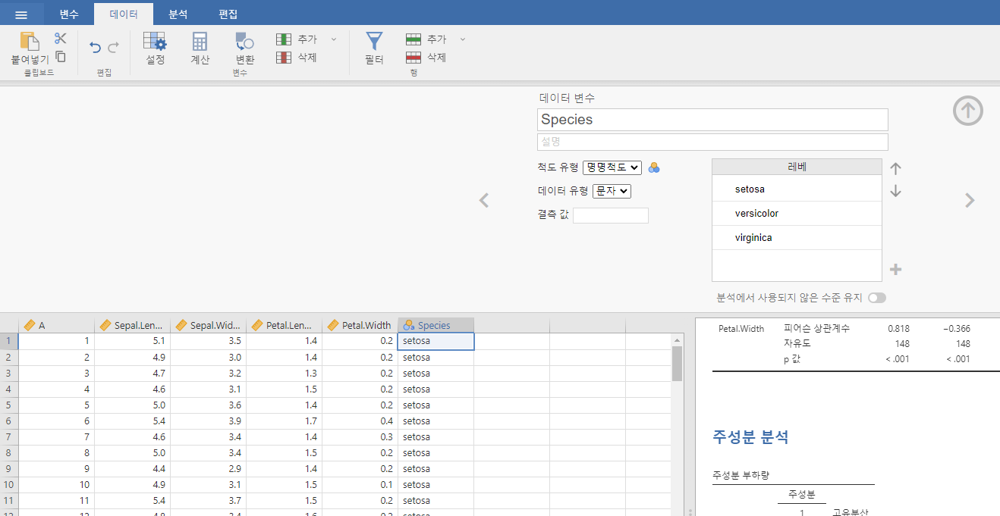 변수 데이터 분석 편집
붙여넣기
클립보드
편집
설정 계산 변환
추가
삭제
변수
필터
추가
삭제
행
데이터 변수
Species
설명
척도 유형 명명척도
데이터 유형 문자
결측 값
레베
setosa
versicolor
virginica
분석에서 사용되지 않은 수준 유지
A Sepal.Len... Sepal.Wid... Petal.Len... Petal.Width Species
1 1 5.1 3.5 1.4 0.2 setosa
2 2 4.9 3.0 1.4 0.2 setosa
3 3 4.7 3.2 1.3 0.2 setosa
4 4 4.6 3.1 1.5 0.2 setosa
5 5 5.0 3.6 1.4 0.2 setosa
6 6 5.4 3.9 1.7 0.4 setosa
7 7 4.6 3.4 1.4 0.3 setosa
8 8 5.0 3.4 1.5 0.2 setosa
9 9 4.4 2.9 1.4 0.2 setosa
10 10 4.9 3.1 1.5 0.1 setosa
11 11 5.4 3.7 1.5 0.2 setosa
Petal.Width 피어슨 상관계수 0.818 −0.366
자유도 148 148
p 값 < .001 < .001
주성분 분석
주성분 부하량
주성분
1 고유분산